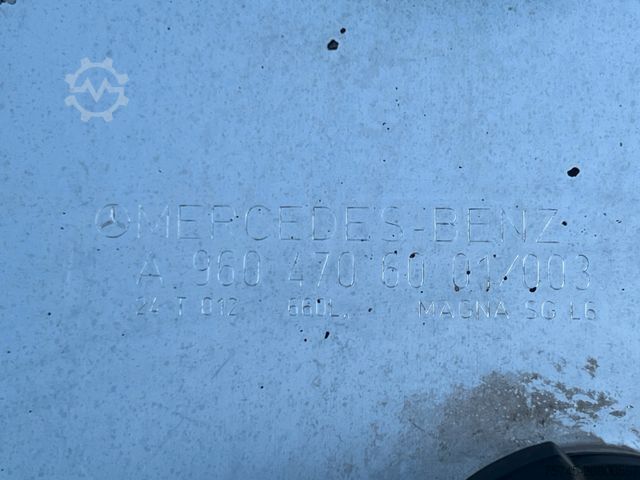 MERCEDES-BENZ
A 960 470 60 01/003
24 T 012 660L. MAGNA SG L6